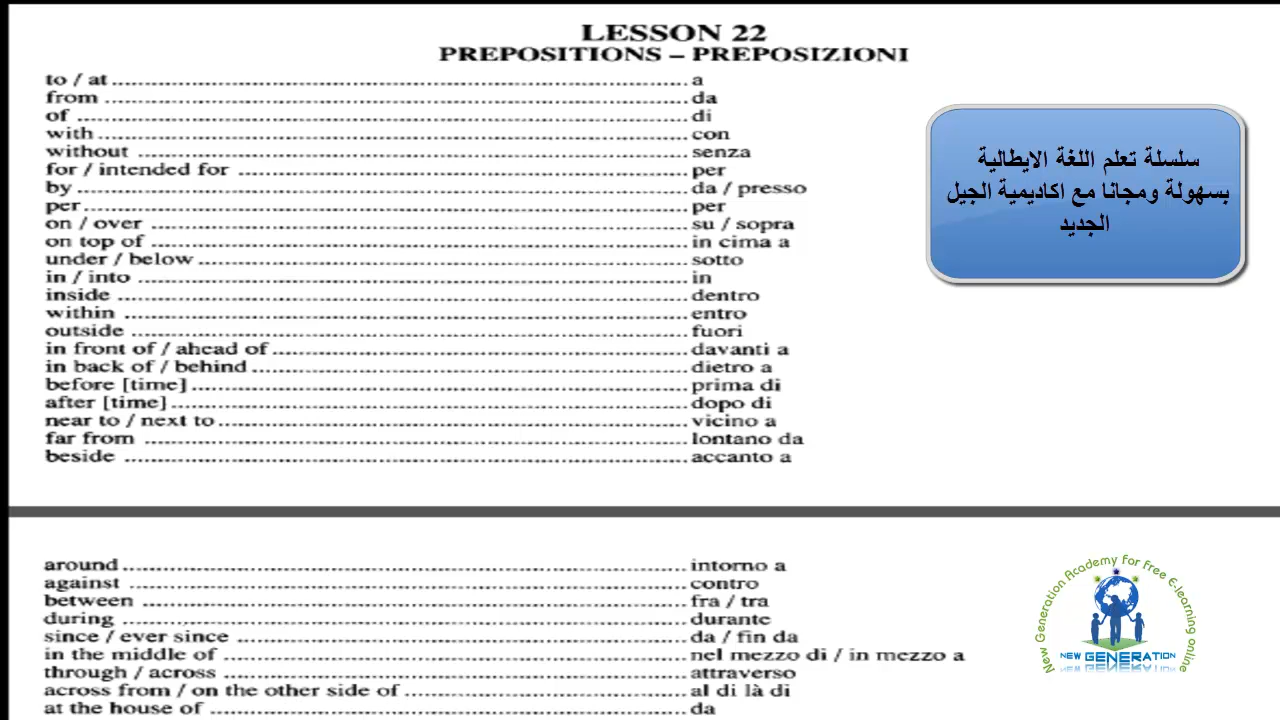 LESSON 22
PREPOSITIONS – PREPOSIZIONI
to / at ........ a
from ........ da
of ........ di
with ........ con
without ........ senza
for / intended for ........ per
by ........ da / presso
per ........ per
on / over ........ su / sopra
on top of ........ in cima a
under / below ........ sotto
in / into ........ in
inside ........ dentro
within ........ entro
outside ........ fuori
in front of / ahead of ........ davanti a
in back of / behind ........ dietro a
before [time] ........ prima di
after [time] ........ dopo di
near to / next to ........ vicino a
far from ........ lontano da
beside ........ accanto a
around ........ intorno a
against ........ contro
between ........ fra / tra
during ........ durante
since / ever since ........ da / fin da
in the middle of ........ nel mezzo di / in mezzo a
through / across ........ attraverso
across from / on the other side of ........ al di là di
at the house of ........ da
سلسلة تعلم اللغة الايطالية
بسهولة ومجانا مع اكاديمية الجيل
الجديد
New Generation Academy For Free E-learning online
NEW GENERATION